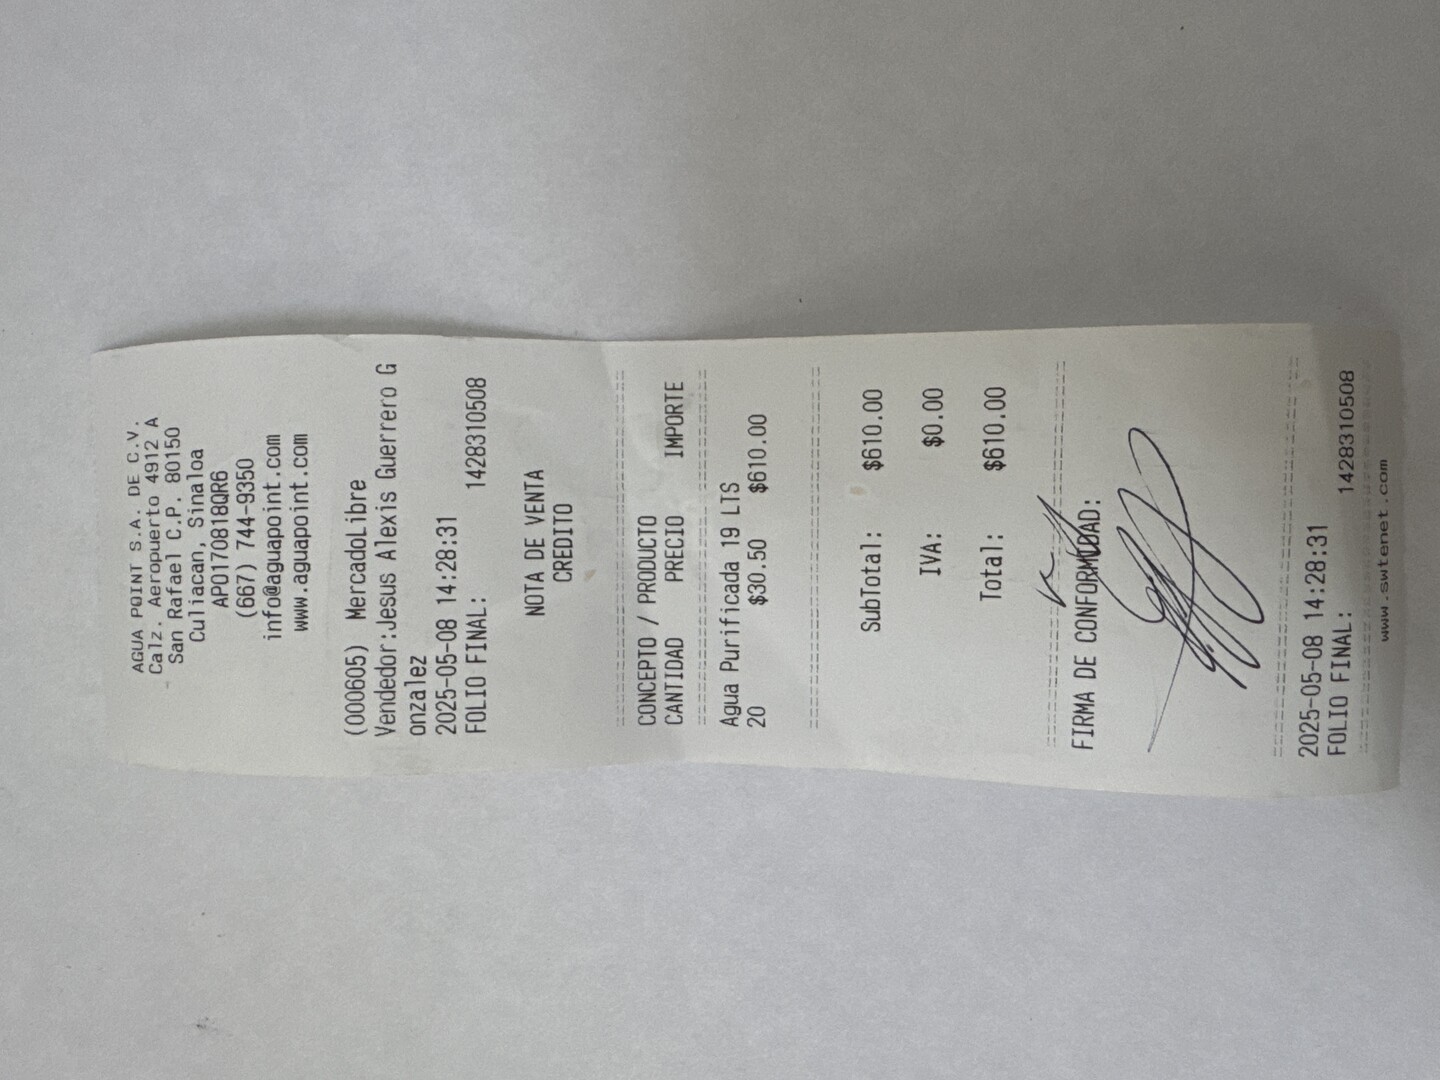 AGUA POINT S.A. DE C.V.
Calz. Aeropuerto 4912 A
San Rafael C.P. 80150
Culiacan, Sinaloa
APO170818QR6
(667) 744-9350
info@aguapoint.com
www.aguapoint.com
(000605) MercadoLibre
Vendedor:Jesus Alexis Guerrero G
onzalez
2025-05-08 14:28:31
FOLIO FINAL: 1428310508
NOTA DE VENTA
CREDITO
CONCEPTO / PRODUCTO
CANTIDAD PRECIO IMPORTE
Agua Purificada 19 LTS
20 $30.50 $610.00
SubTotal: $610.00
IVA: $0.00
Total: $610.00
FIRMA DE CONFORMIDAD:
2025-05-08 14:28:31
FOLIO FINAL: 1428310508
www.swtenet.com